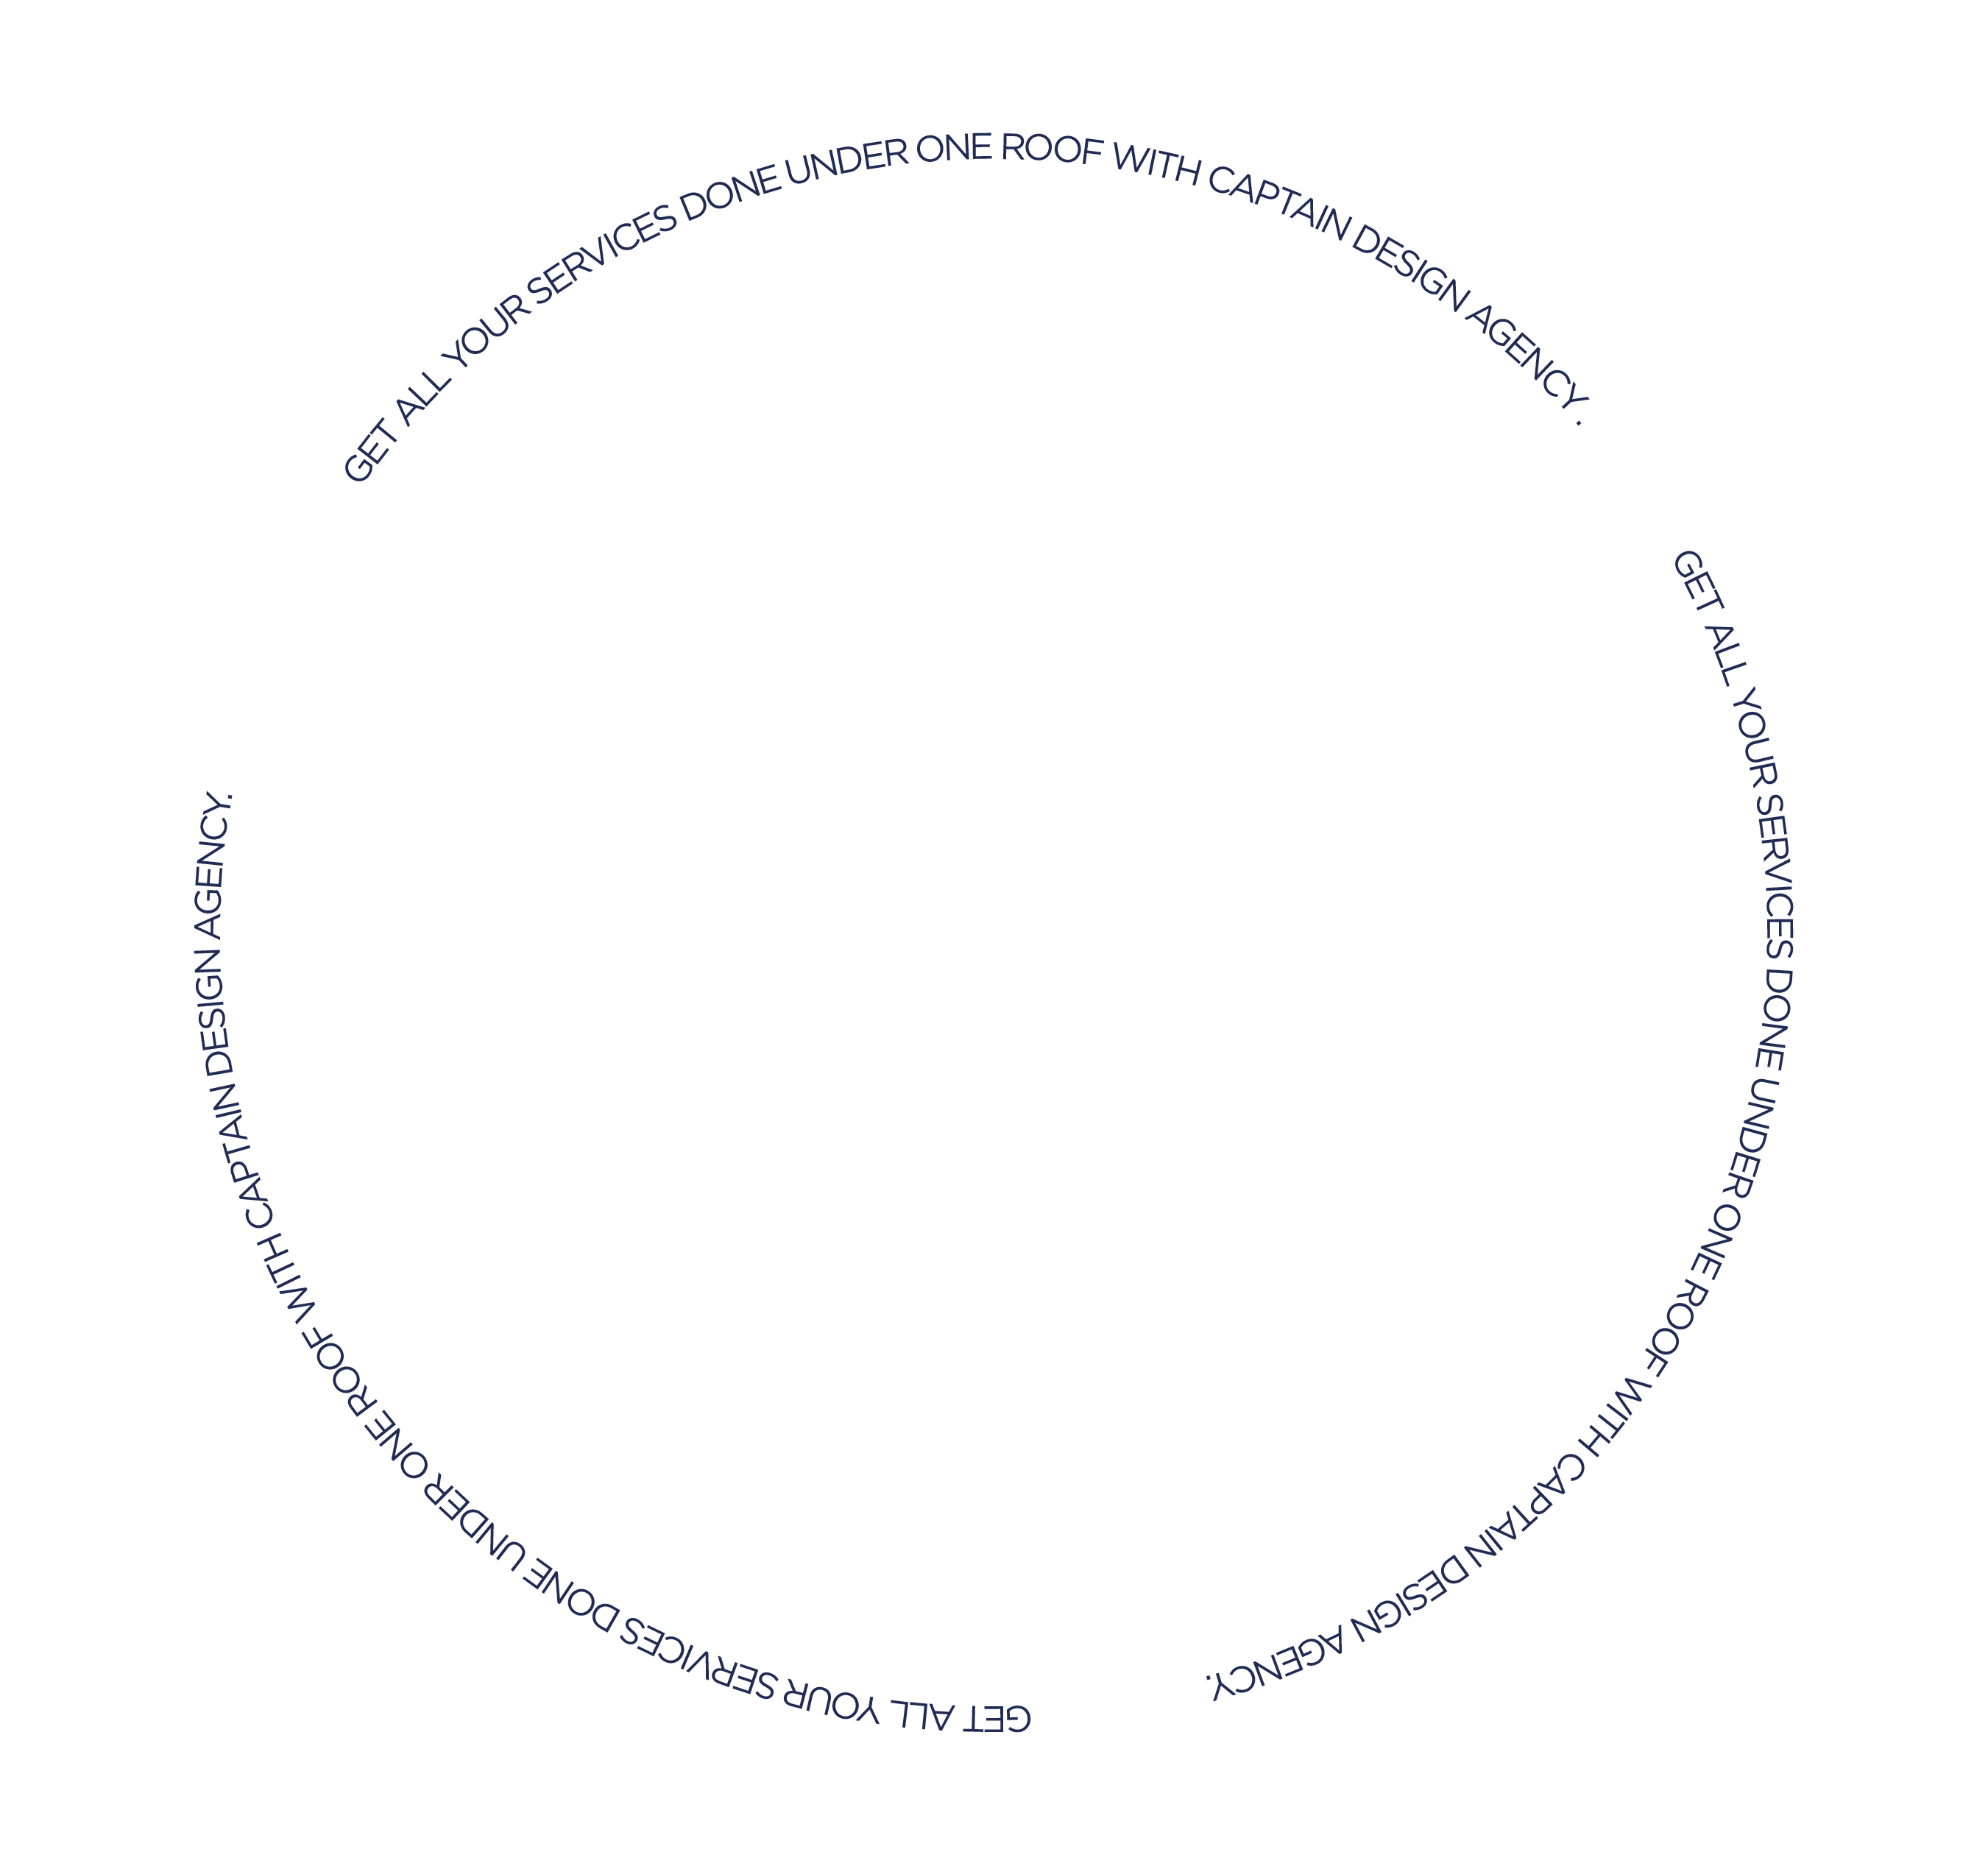 GET ALL YOUR SERVICES DONE UNDER ONE ROOF WITH CAPTAIN DESIGN AGENCY .
GET ALL YOUR SERVICES DONE UNDER ONE ROOF WITH CAPTAIN DESIGN AGENCY.
GET ALL YOUR SERVICES DONE UNDER ONE ROOF WITH CAPTAIN DESIGN AGENCY.